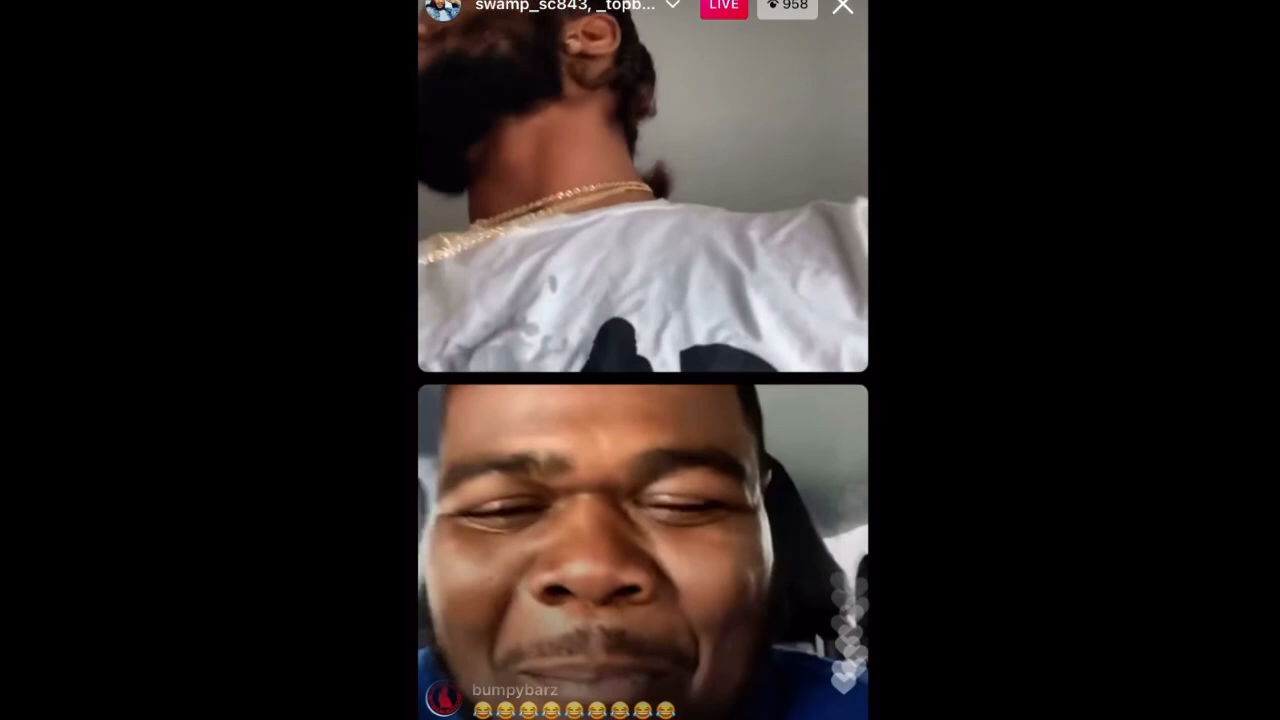 swamp_sc843, _topb...
LIVE
958
bumpybarz
😂😂😂😂😂😂😂😂😂